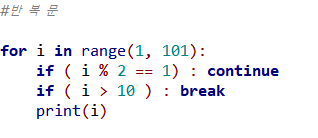 #반 복 문
for i in range(1, 101):
    if ( i % 2 == 1) : continue
    if ( i > 10 ) : break
    print(i)